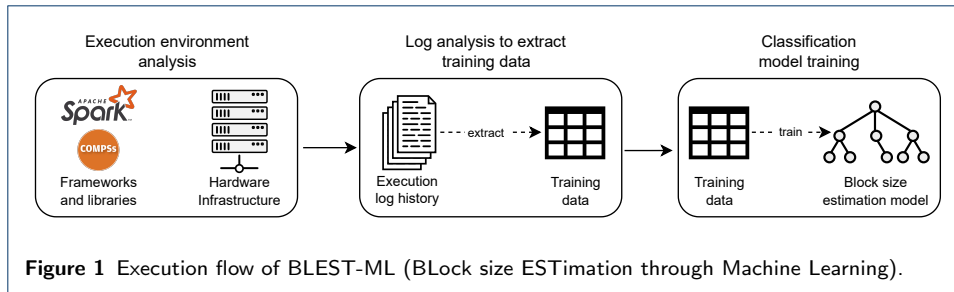 Execution environment
analysis
Log analysis to extract
training data
Classification
model training
APACHE
Spark
COMPSs
Frameworks
and libraries
Hardware
Infrastructure
extract
Execution
log history
Training
data
train
Training
data
Block size
estimation model
Figure 1 Execution flow of BLEST-ML (BLock size ESTimation through Machine Learning).